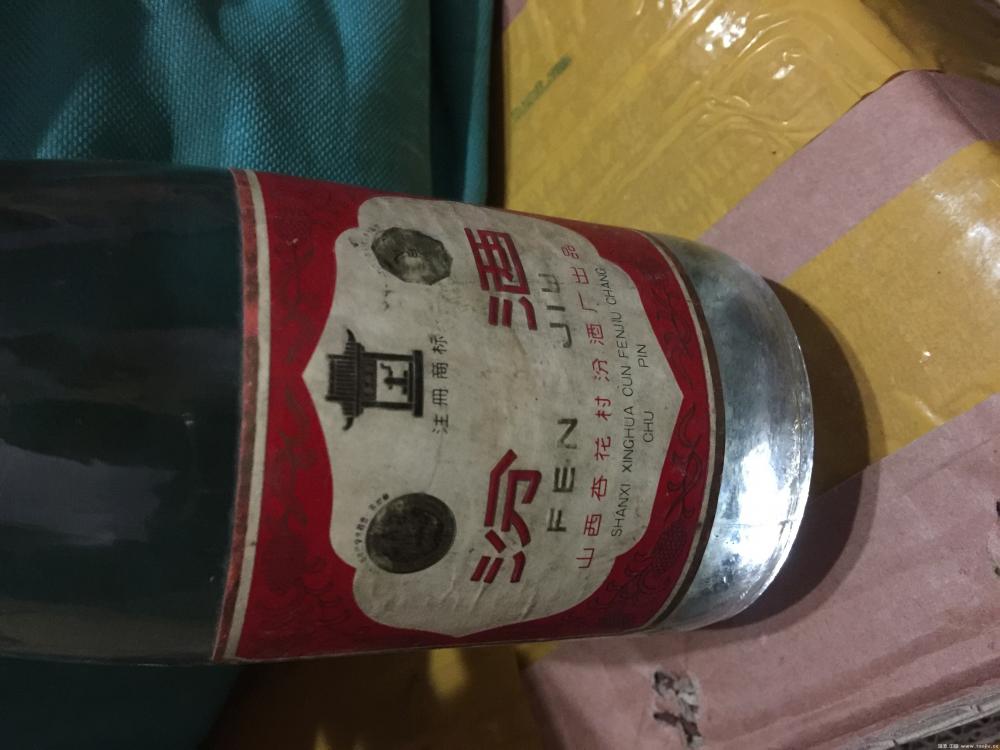 注册商标
汾酒
FEN JIU
山西杏花村汾酒厂出品
SHANXI XINGHUA CUN FENJIU CHANG
CHU PIN